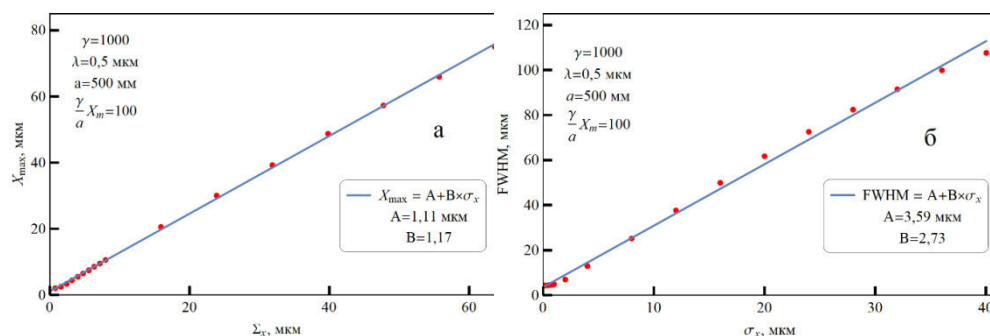 80
60
40
20
0
X_max, мкм
γ=1000
λ=0,5 мкм
a=500 мм
γ/a X_m=100
а
X_max = A+B×σ_x
A=1,11 мкм
B=1,17
0
20
40
60
Σ_x, мкм
120
100
80
60
40
20
0
FWHM, мкм
γ=1000
λ=0,5 мкм
a=500 мм
γ/a X_m=100
б
FWHM = A+B×σ_x
A=3,59 мкм
B=2,73
0
10
20
30
40
σ_x, мкм